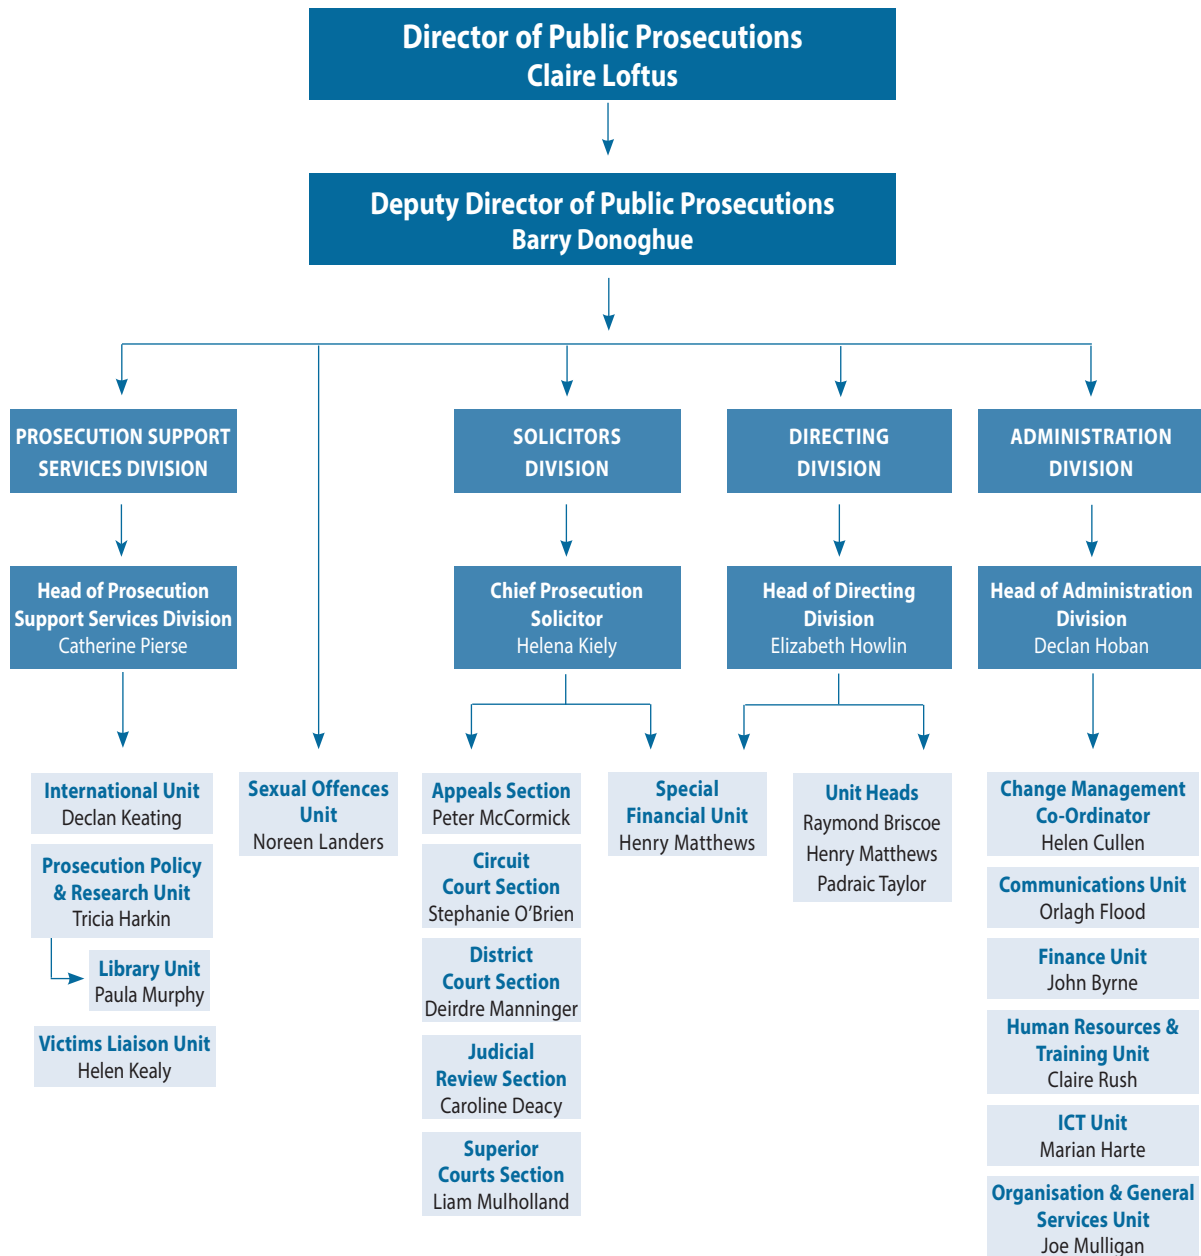 Director of Public Prosecutions
Claire Loftus
Deputy Director of Public Prosecutions
Barry Donoghue
PROSECUTION SUPPORT
SERVICES DIVISION
SOLICITORS
DIVISION
DIRECTING
DIVISION
ADMINISTRATION
DIVISION
Head of Prosecution
Support Services Division
Catherine Pierse
Chief Prosecution
Solicitor
Helena Kiely
Head of Directing
Division
Elizabeth Howlin
Head of Administration
Division
Declan Hoban
International Unit
Declan Keating
Prosecution Policy
& Research Unit
Tricia Harkin
Library Unit
Paula Murphy
Victims Liaison Unit
Helen Kealy
Sexual Offences
Unit
Noreen Landers
Appeals Section
Peter McCormick
Circuit
Court Section
Stephanie O'Brien
District
Court Section
Deirdre Manninger
Judicial
Review Section
Caroline Deacy
Superior
Courts Section
Liam Mulholland
Special
Financial Unit
Henry Matthews
Unit Heads
Raymond Briscoe
Henry Matthews
Padraic Taylor
Change Management
Co-Ordinator
Helen Cullen
Communications Unit
Orlagh Flood
Finance Unit
John Byrne
Human Resources &
Training Unit
Claire Rush
ICT Unit
Marian Harte
Organisation & General
Services Unit
Joe Mulligan